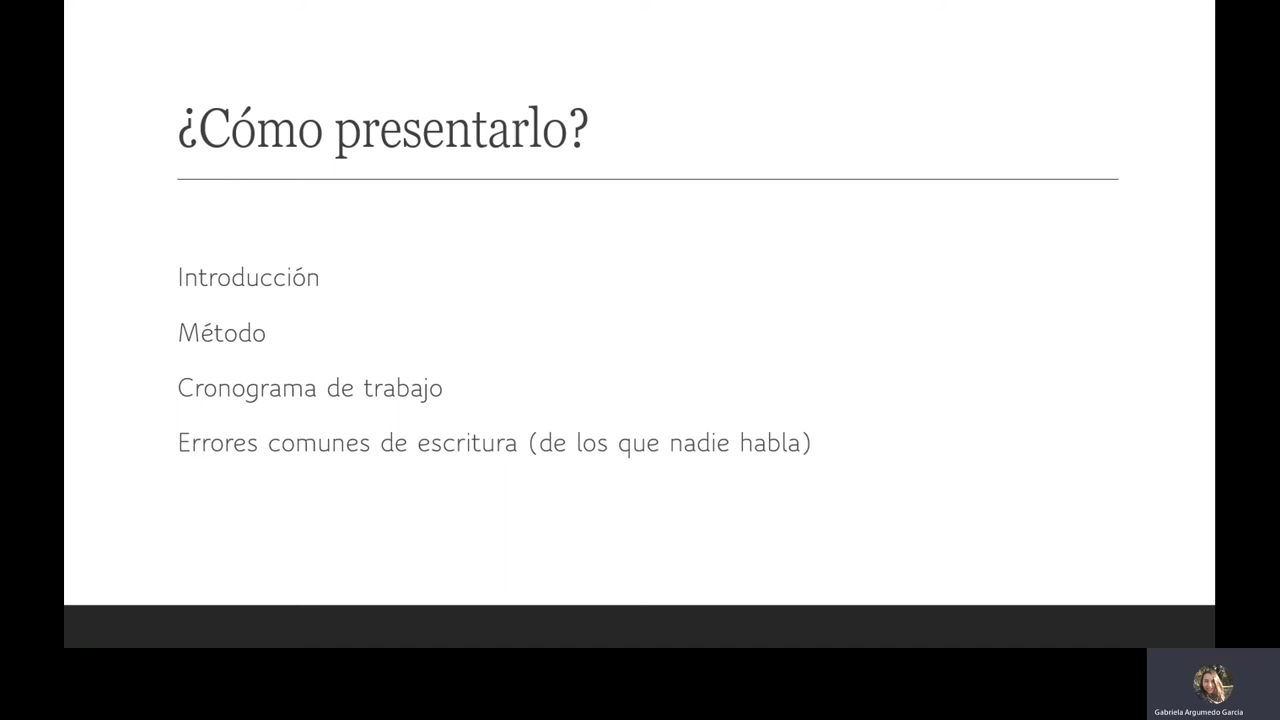 ¿Cómo presentarlo?
Introducción
Método
Cronograma de trabajo
Errores comunes de escritura (de los que nadie habla)
Gabriela Argumedo Garcia